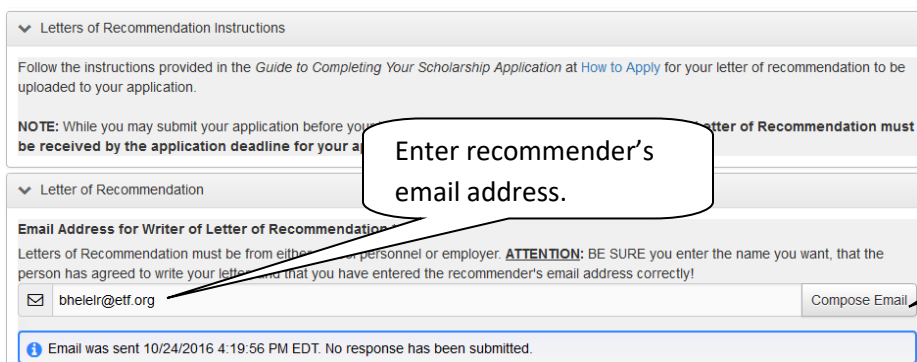 Letters of Recommendation Instructions
Follow the instructions provided in the Guide to Completing Your Scholarship Application at How to Apply for your letter of recommendation to be
uploaded to your application.
NOTE: While you may submit your application before your Letter of Recommendation must
be received by the application deadline for your
Enter recommender's
email address.
Letter of Recommendation
Email Address for Writer of Letter of Recommendation
Letters of Recommendation must be from either personnel or employer. ATTENTION: BE SURE you enter the name you want, that the
person has agreed to write your letter and that you have entered the recommender's email address correctly!
bhelelr@etf.org
Compose Email
Email was sent 10/24/2016 4:19:56 PM EDT. No response has been submitted.